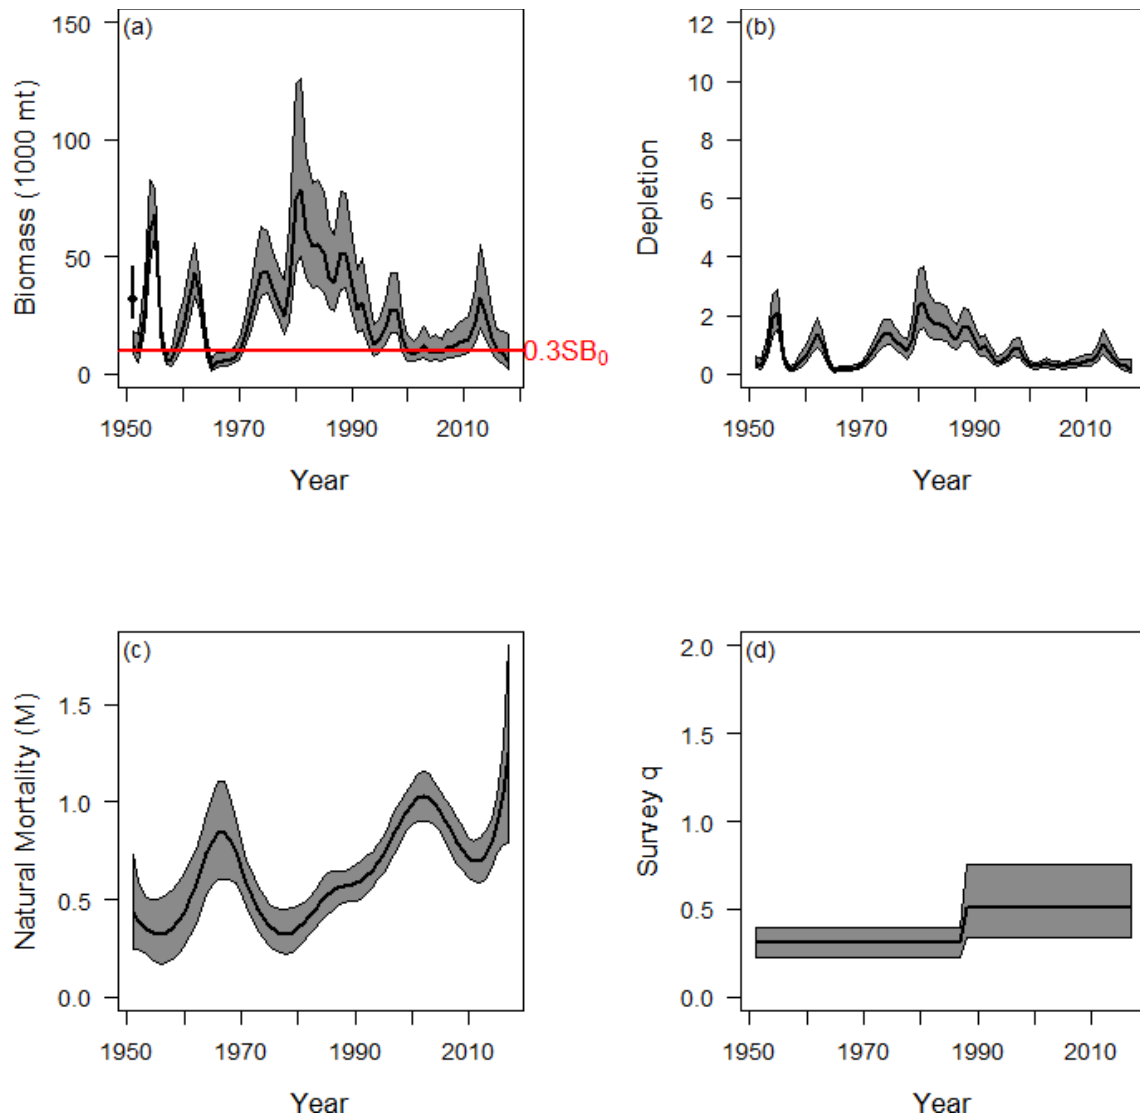 (a)
Biomass (1000 mt)
150
100
50
0
0.3SB₀
1950 1970 1990 2010
Year
(b)
Depletion
12
10
8
6
4
2
0
1950 1970 1990 2010
Year
(c)
Natural Mortality (M)
1.5
1.0
0.5
0.0
1950 1970 1990 2010
Year
(d)
Survey q
2.0
1.5
1.0
0.5
0.0
1950 1970 1990 2010
Year